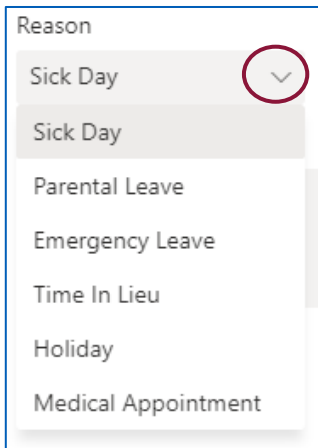 Reason
Sick Day
Sick Day
Parental Leave
Emergency Leave
Time In Lieu
Holiday
Medical Appointment